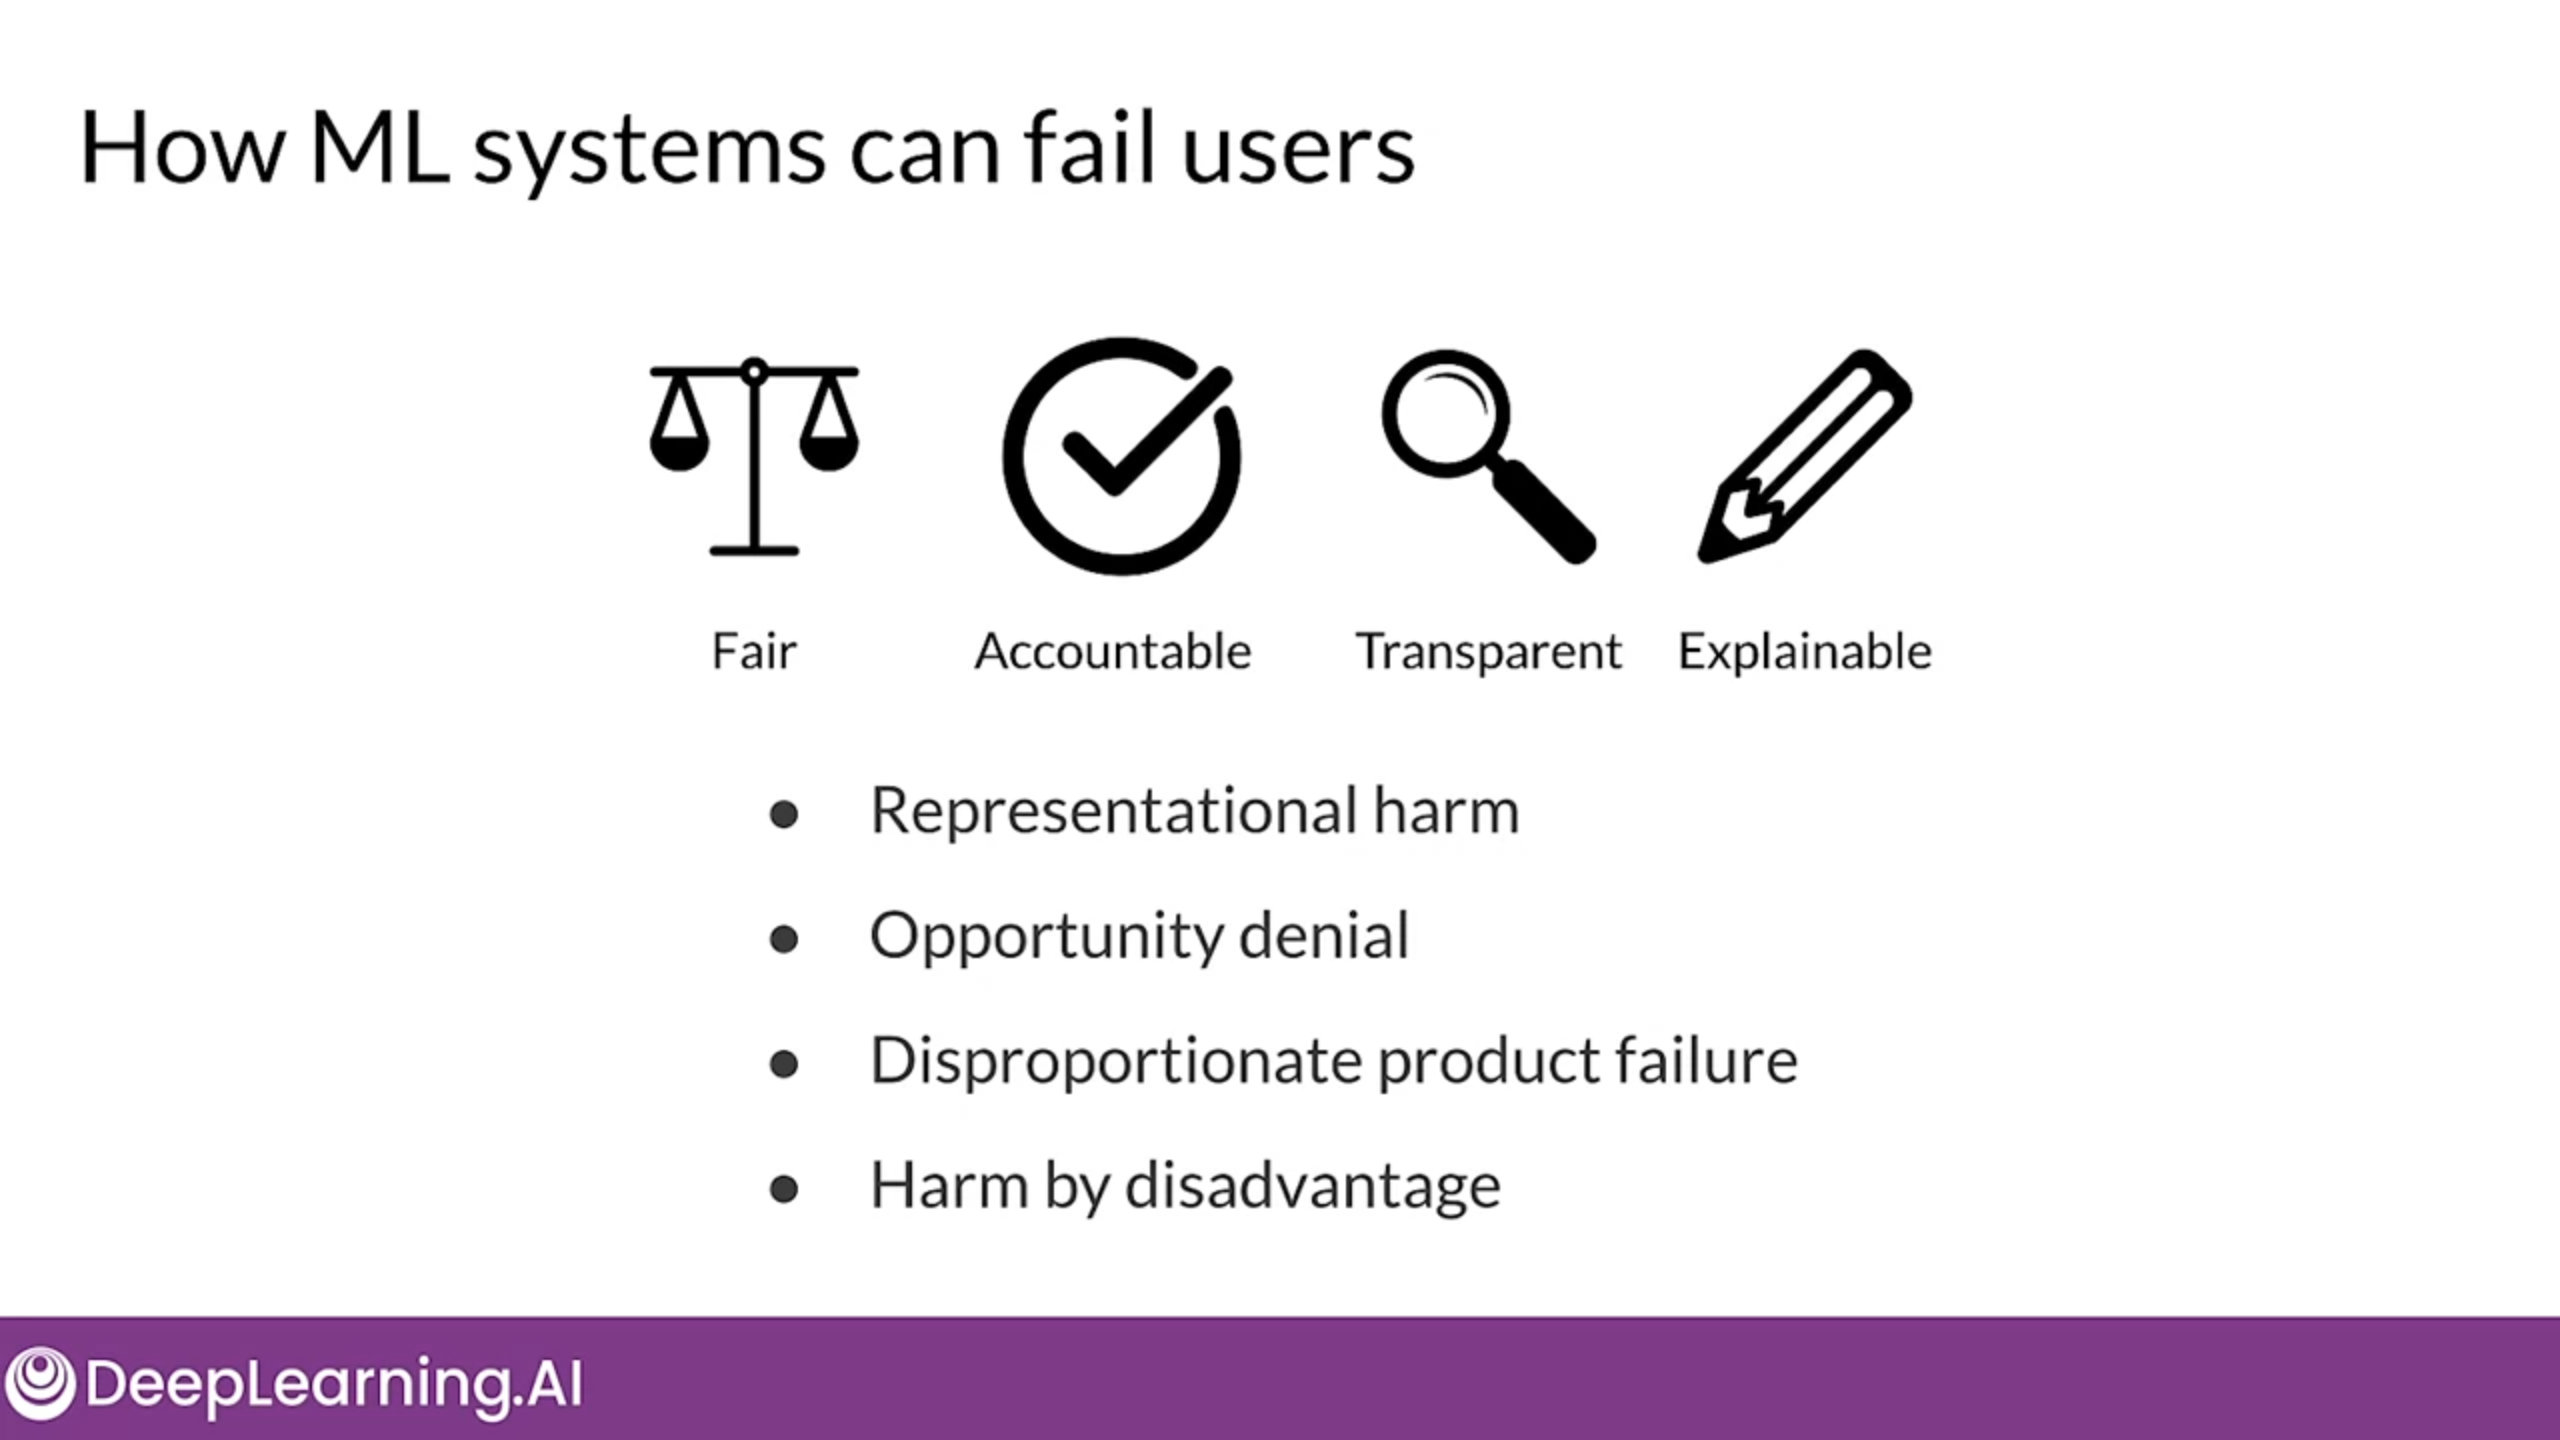 How ML systems can fail users
Fair Accountable Transparent Explainable
● Representational harm
● Opportunity denial
● Disproportionate product failure
● Harm by disadvantage
DeepLearning.AI